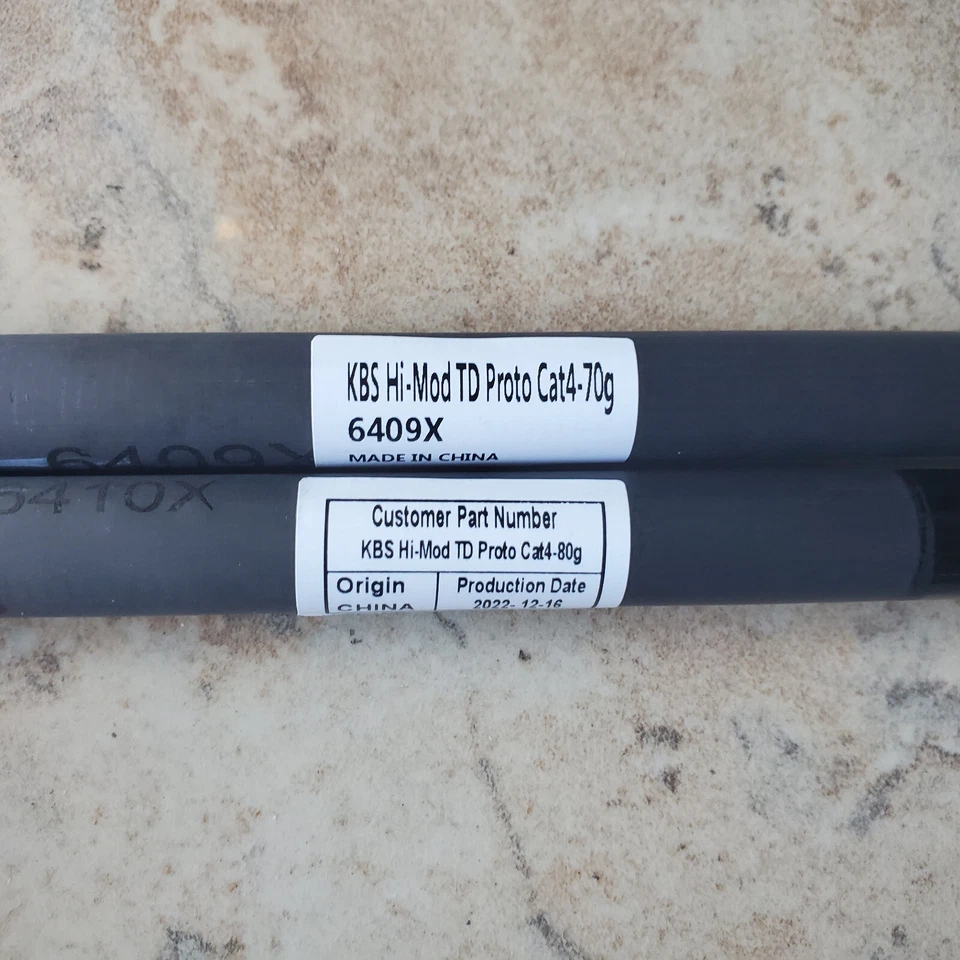 KBS Hi-Mod TD Proto Cat4-70g
6409X
MADE IN CHINA
6409X
5410X
Customer Part Number
KBS Hi-Mod TD Proto Cat4-80g
Origin
Production Date
CHINA
2022- 12-16